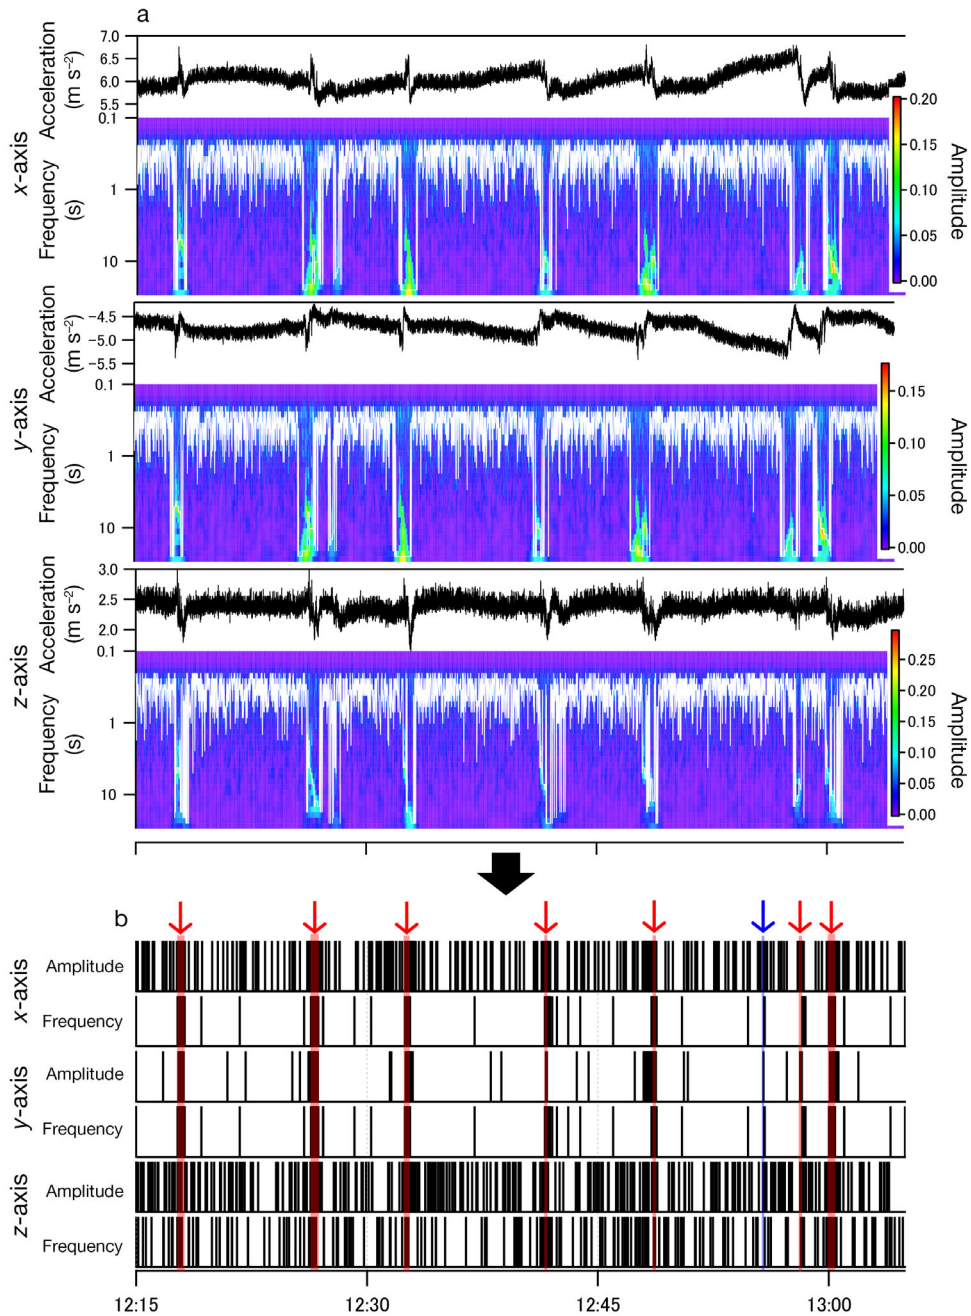 a
x-axis
Acceleration
(m s−2)
7.0
6.5
6.0
5.5
Frequency
(s)
0.1
1
10
0.20
0.15
0.10
0.05
0.00
Amplitude
y-axis
Acceleration
(m s−2)
−4.5
−5.0
−5.5
Frequency
(s)
0.1
1
10
0.15
0.10
0.05
0.00
Amplitude
z-axis
Acceleration
(m s−2)
3.0
2.5
2.0
Frequency
(s)
0.1
1
10
0.25
0.20
0.15
0.10
0.05
0.00
Amplitude
b
x-axis
Amplitude
Frequency
y-axis
Amplitude
Frequency
z-axis
Amplitude
Frequency
12:15 12:30 12:45 13:00